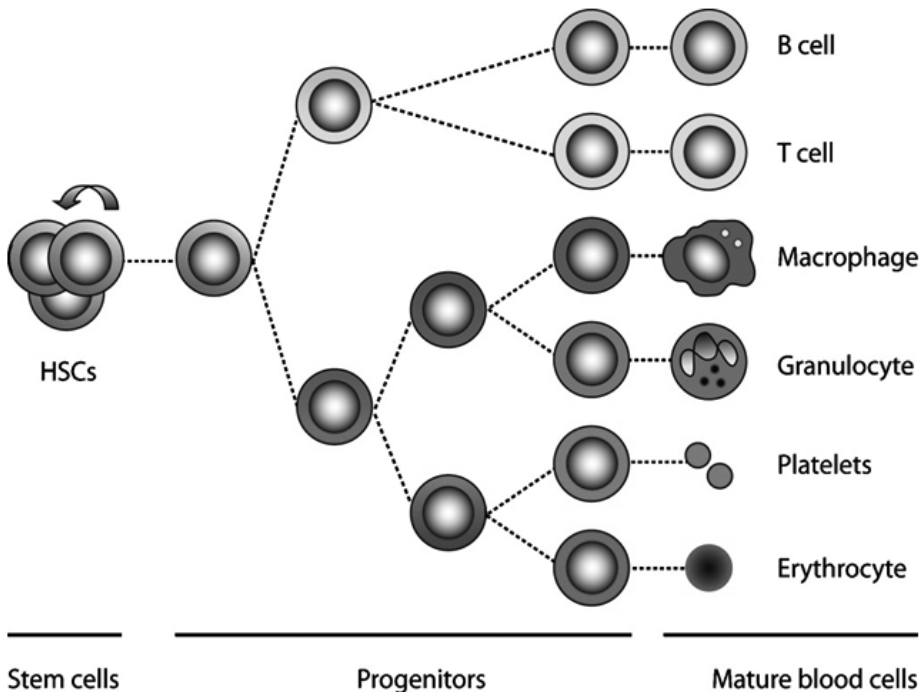 B cell
T cell
Macrophage
HSCs
Granulocyte
Platelets
Erythrocyte
Stem cells
Progenitors
Mature blood cells